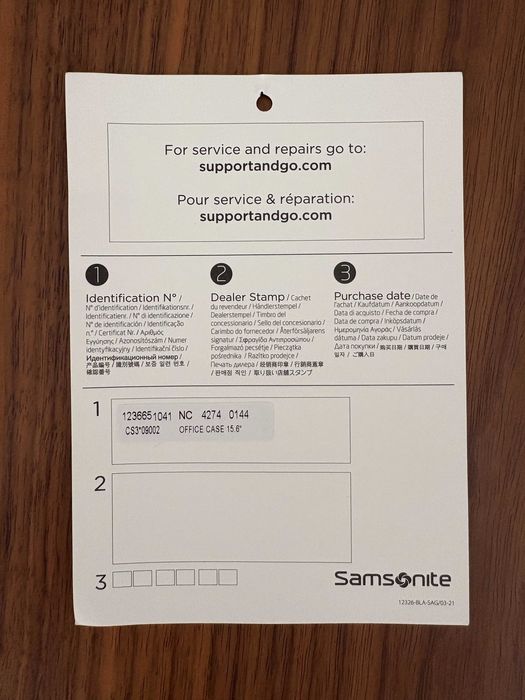 For service and repairs go to:
supportandgo.com
Pour service & réparation:
supportandgo.com
1
Identification N° /
N° d'identification / Identifikationsnr. /
Identificatienr. / N° di identificazione /
N° de identificación / Identificação
n.° / Certificat Nr. / Αριθμός
Εγγύησης / Azonosítószám / Numer
identyfikacyjny / Identifikační číslo /
Идентификационный номер /
产品编号 / 識別號碼 / 보증 일련 번호 /
確認番号
2
Dealer Stamp / Cachet
du revendeur / Händlerstempel /
Dealerstempel / Timbro del
concessionario / Sello del concesionario /
Carimbo do fornecedor / Återförsäljarens
signatur / Σφραγίδα Αντιπροσώπου /
Forgalmazó pecsétje / Pieczątka
pośrednika / Razítko prodejce /
Печать дилера / 經銷商印章 / 行銷商蓋章
/ 판매점 직인 / 取り扱い店舗スタンプ
3
Purchase date / Date de
l'achat / Kaufdatum / Aankoopdatum /
Data di acquisto / Fecha de compra /
Data de compra / Inköpsdatum /
Ημερομηνία Αγοράς / Vásárlás
dátuma / Data zakupu / Datum prodeje /
Дата покупки / 购买日期 / 購買日期 / 구매
일자 / ご購入日
1
1236651041 NC 4274 0144
CS3*09002 OFFICE CASE 15.6"
2
3
Samsonite
12326-BLA-SAG/03-21